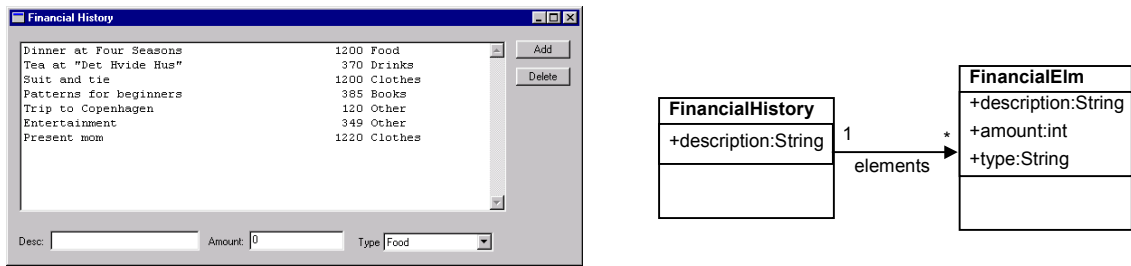 Financial History
Dinner at Four Seasons 1200 Food
Tea at "Det Hvide Hus" 370 Drinks
Suit and tie 1200 Clothes
Patterns for beginners 385 Books
Trip to Copenhagen 120 Other
Entertainment 349 Other
Present mom 1220 Clothes
Add
Delete
Desc:
Amount: 0
Type Food
FinancialHistory
+description:String
1
*
elements
FinancialElm
+description:String
+amount:int
+type:String